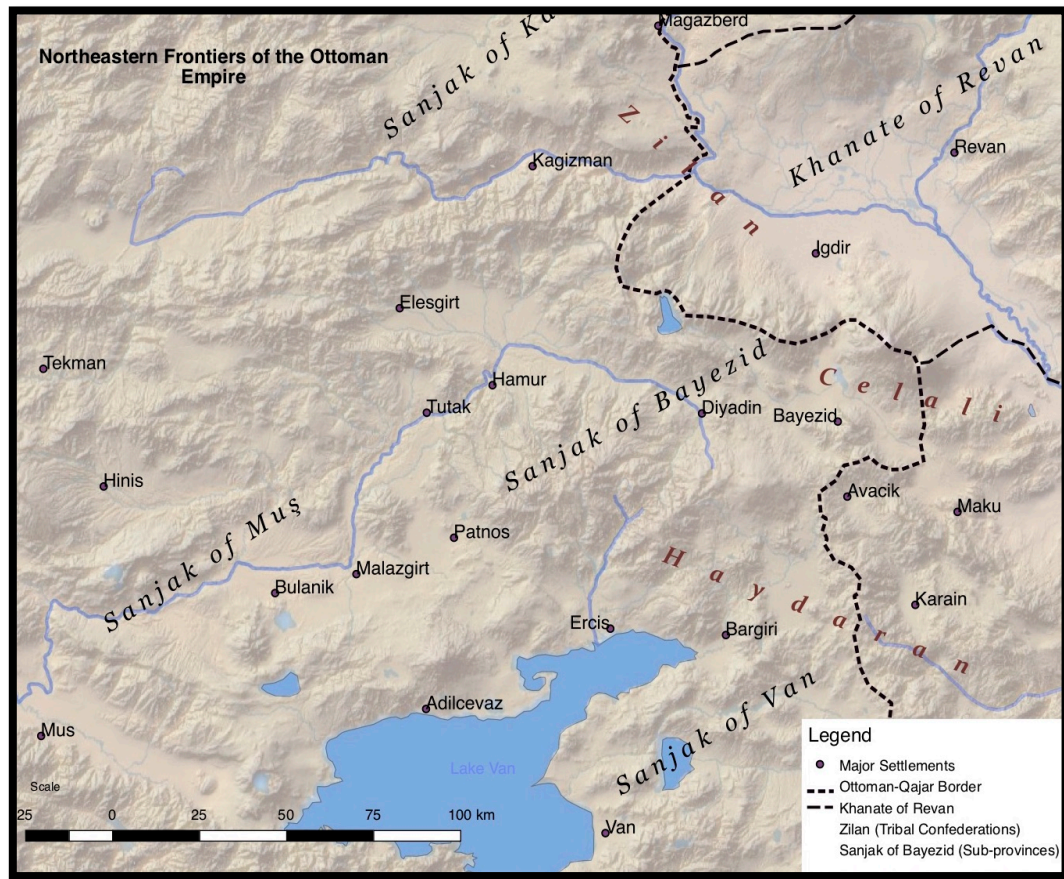 Northeastern Frontiers of the Ottoman
Empire
Magazberd
Sanjak of Ka
Khanate of Revan
Zilan
Revan
Kagizman
Igdir
Elesgirt
Tekman
Hamur
Tutak
Sanjak of Bayezid
Diyadin
Bayezid
Celali
Hinis
Avacik
Maku
Patnos
Sanjak of Muş
Malazgirt
Bulanik
Haydaran
Karain
Ercis
Bargiri
Adilcevaz
Sanjak of Van
Mus
Lake Van
Van
Scale
25 0 25 50 75 100 km
Legend
Major Settlements
Ottoman-Qajar Border
Khanate of Revan
Zilan (Tribal Confederations)
Sanjak of Bayezid (Sub-provinces)